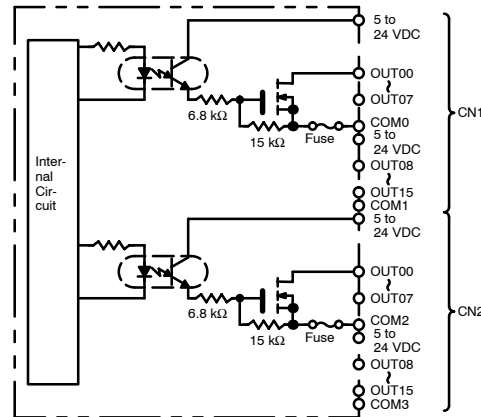 5 to
24 VDC
OUT00
OUT07
6.8 kΩ
15 kΩ
Fuse
COM0
5 to
24 VDC
CN1
OUT08
Inter-
nal
Cir-
cuit
OUT15
COM1
5 to
24 VDC
OUT00
OUT07
6.8 kΩ
15 kΩ
Fuse
COM2
5 to
24 VDC
CN2
OUT08
OUT15
COM3